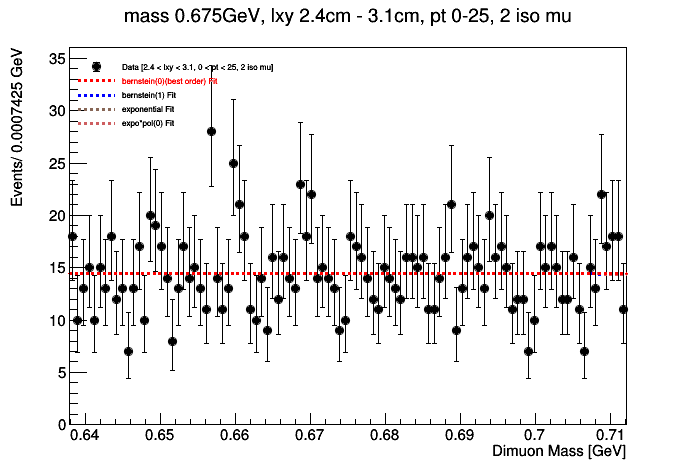 mass 0.675GeV, lxy 2.4cm - 3.1cm, pt 0-25, 2 iso mu
Events/ 0.0007425 GeV
35
30
25
20
15
10
5
0
Data [2.4 < lxy < 3.1, 0 < pt < 25, 2 iso mu]
bernstein(0)(best order) Fit
bernstein(1) Fit
exponential Fit
expo*pol(0) Fit
0.64 0.65 0.66 0.67 0.68 0.69 0.7 0.71
Dimuon Mass [GeV]